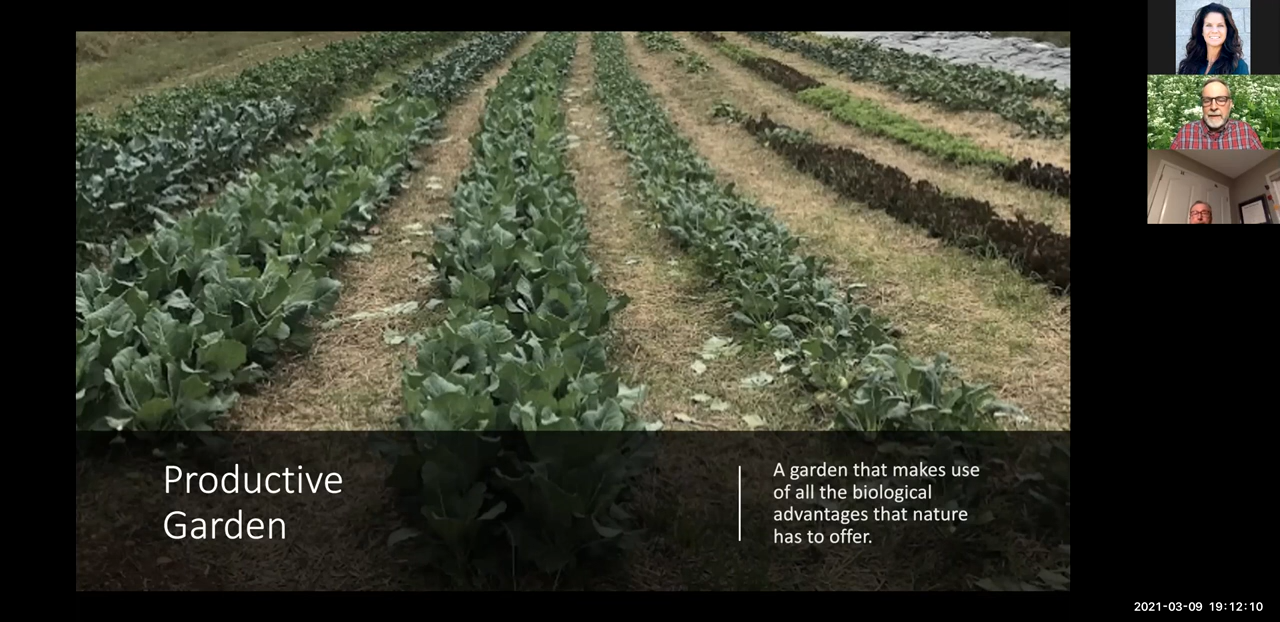 Productive
Garden
A garden that makes use
of all the biological
advantages that nature
has to offer.
2021-03-09 19:12:10